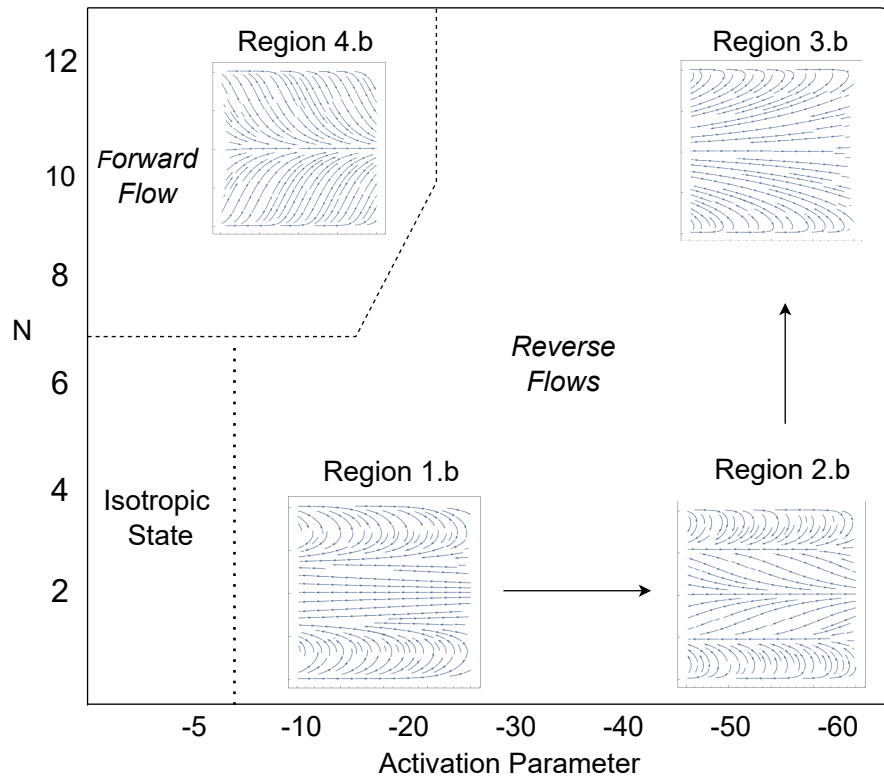 Region 4.b
Region 3.b
12
Forward
Flow
10
8
N
Reverse
Flows
6
Region 1.b
Region 2.b
4
Isotropic
State
2
-5
-10
-20
-30
-40
-50
-60
Activation Parameter